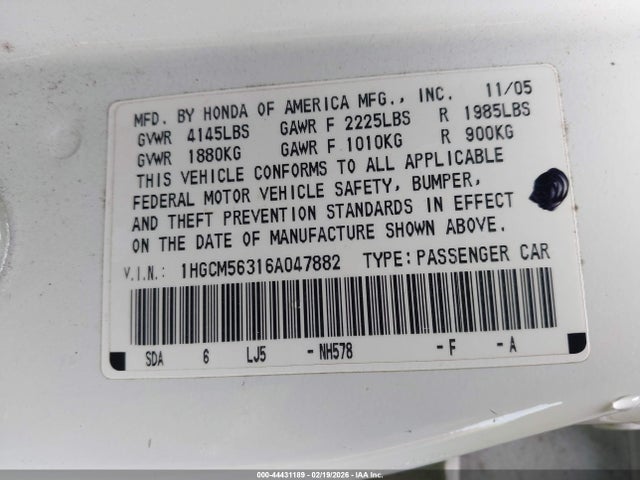 MFD. BY HONDA OF AMERICA MFG., INC. 11/05
GVWR 4145LBS GAWR F 2225LBS R 1985LBS
GVWR 1880KG GAWR F 1010KG R 900KG
THIS VEHICLE CONFORMS TO ALL APPLICABLE
FEDERAL MOTOR VEHICLE SAFETY, BUMPER,
AND THEFT PREVENTION STANDARDS IN EFFECT
ON THE DATE OF MANUFACTURE SHOWN ABOVE.
V.I.N.: 1HGCM56316A047882 TYPE: PASSENGER CAR
SDA 6 LJ5 -NH578 -F -A
000-44431189 - 02/19/2026 - IAAI.COM